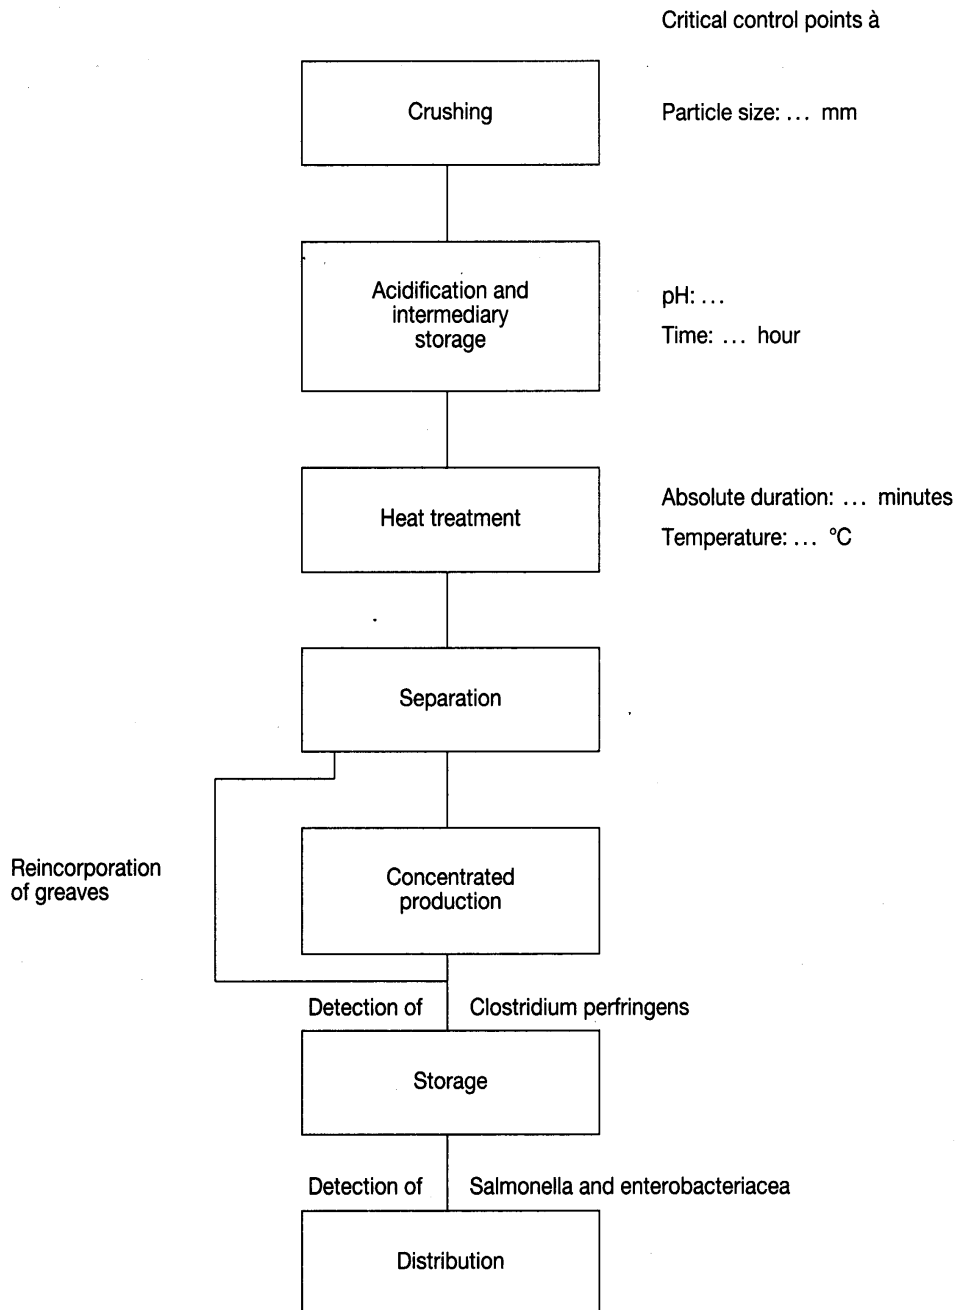 Critical control points à
Crushing
Particle size: ... mm
Acidification and
intermediary
storage
pH: ...
Time: ... hour
Heat treatment
Absolute duration: ... minutes
Temperature: ... °C
Separation
Reincorporation
of greaves
Concentrated
production
Detection of Clostridium perfringens
Storage
Detection of Salmonella and enterobacteriacea
Distribution